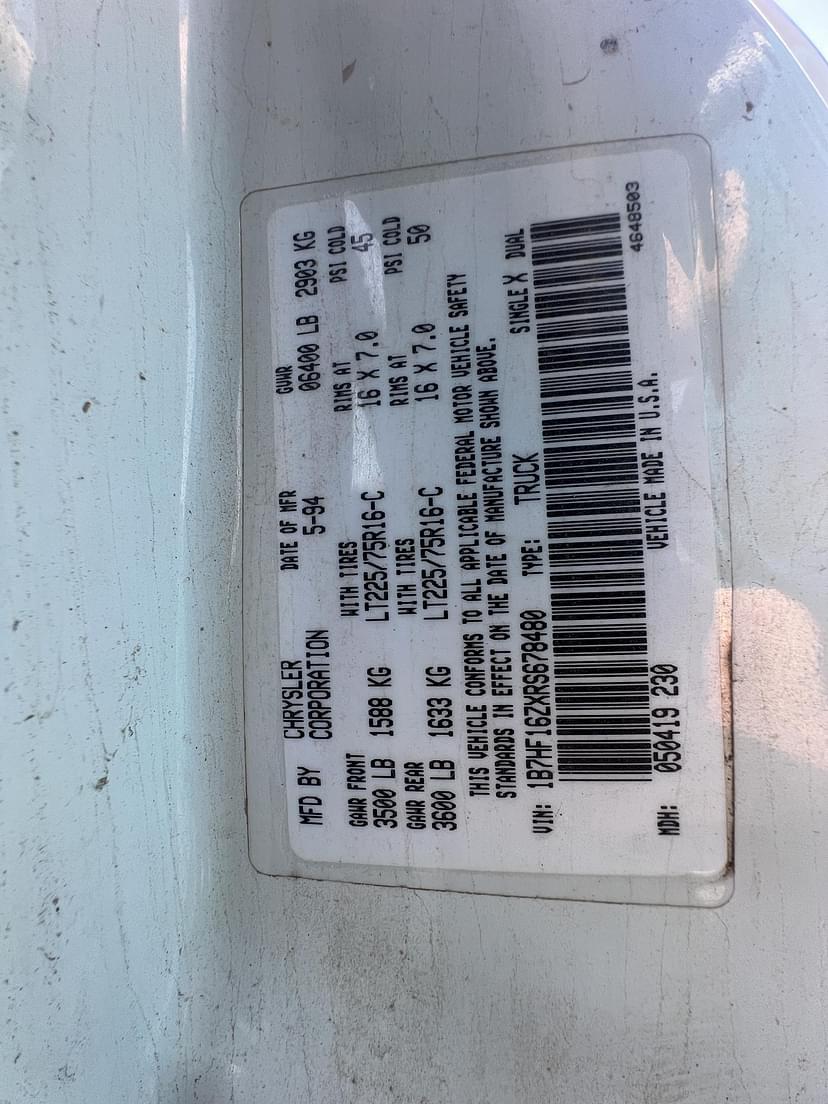 MFD BY CHRYSLER CORPORATION DATE OF MFR 5-94 GVWR 06400 LB 2903 KG
GAWR FRONT WITH TIRES RIMS AT PSI COLD
3500 LB 1588 KG LT225/75R16-C 16 X 7.0 45
GAWR REAR WITH TIRES RIMS AT PSI COLD
3600 LB 1633 KG LT225/75R16-C 16 X 7.0 50
THIS VEHICLE CONFORMS TO ALL APPLICABLE FEDERAL MOTOR VEHICLE SAFETY
STANDARDS IN EFFECT ON THE DATE OF MANUFACTURE SHOWN ABOVE.
VIN: 1B7HF16ZXRS678480 TYPE: TRUCK SINGLE X DUAL
MDH: 050419 230 VEHICLE MADE IN U.S.A. 4648503